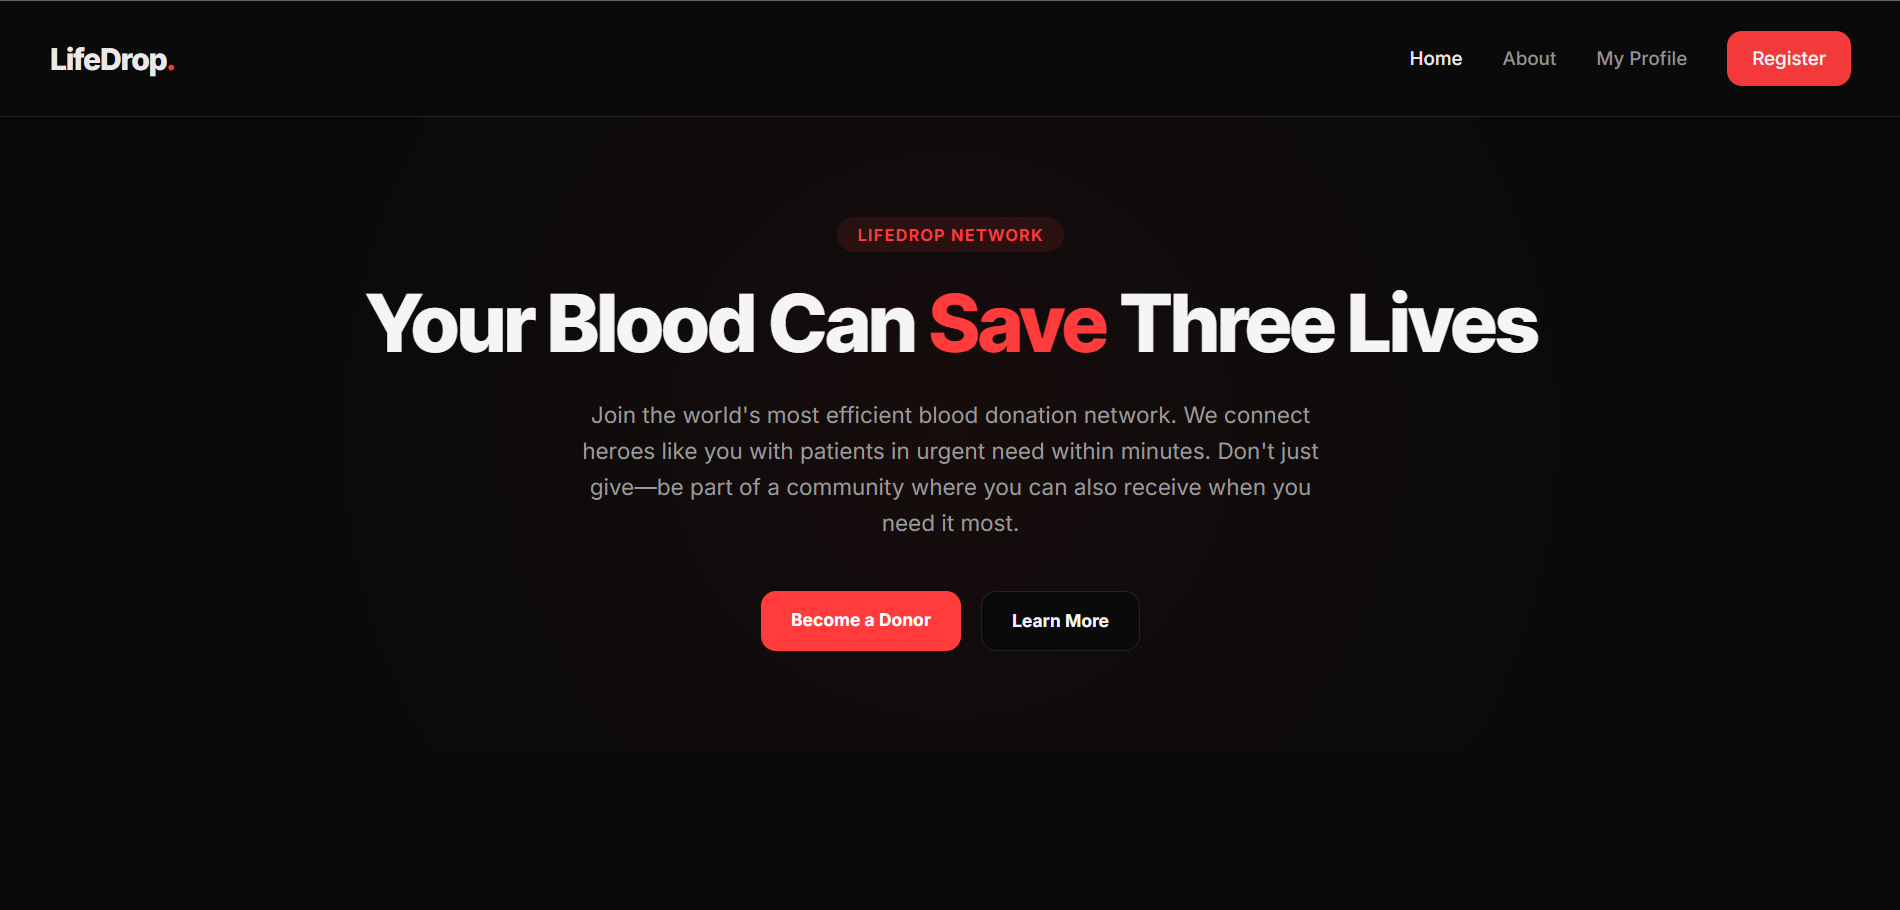 LifeDrop.
Home
About
My Profile
Register
LIFEDROP NETWORK
Your Blood Can Save Three Lives
Join the world's most efficient blood donation network. We connect
heroes like you with patients in urgent need within minutes. Don't just
give—be part of a community where you can also receive when you
need it most.
Become a Donor
Learn More